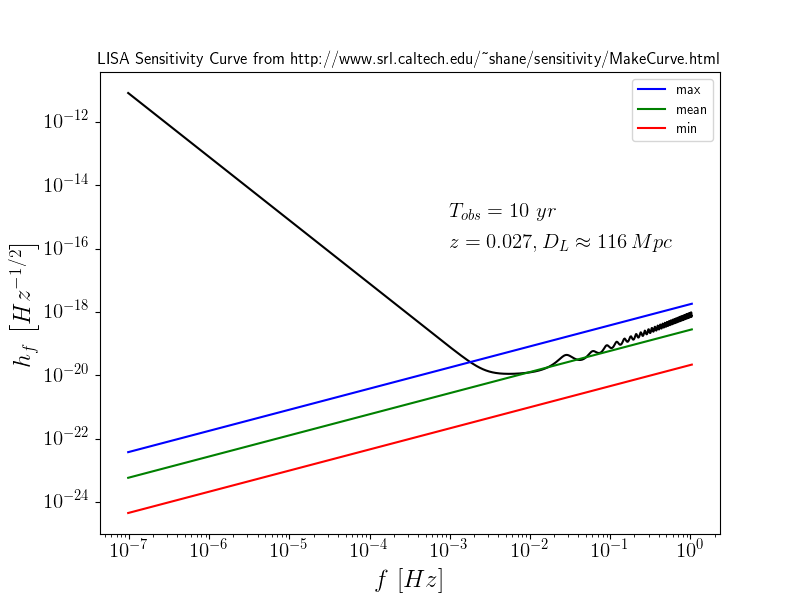 LISA Sensitivity Curve from http://www.srl.caltech.edu/~shane/sensitivity/MakeCurve.html
max
mean
min
10^{-12}
10^{-14}
10^{-16}
10^{-18}
10^{-20}
10^{-22}
10^{-24}
h_f [Hz^{-1/2}]
T_{obs} = 10 yr
z = 0.027, D_L ≈ 116 Mpc
10^{-7} 10^{-6} 10^{-5} 10^{-4} 10^{-3} 10^{-2} 10^{-1} 10^{0}
f [Hz]